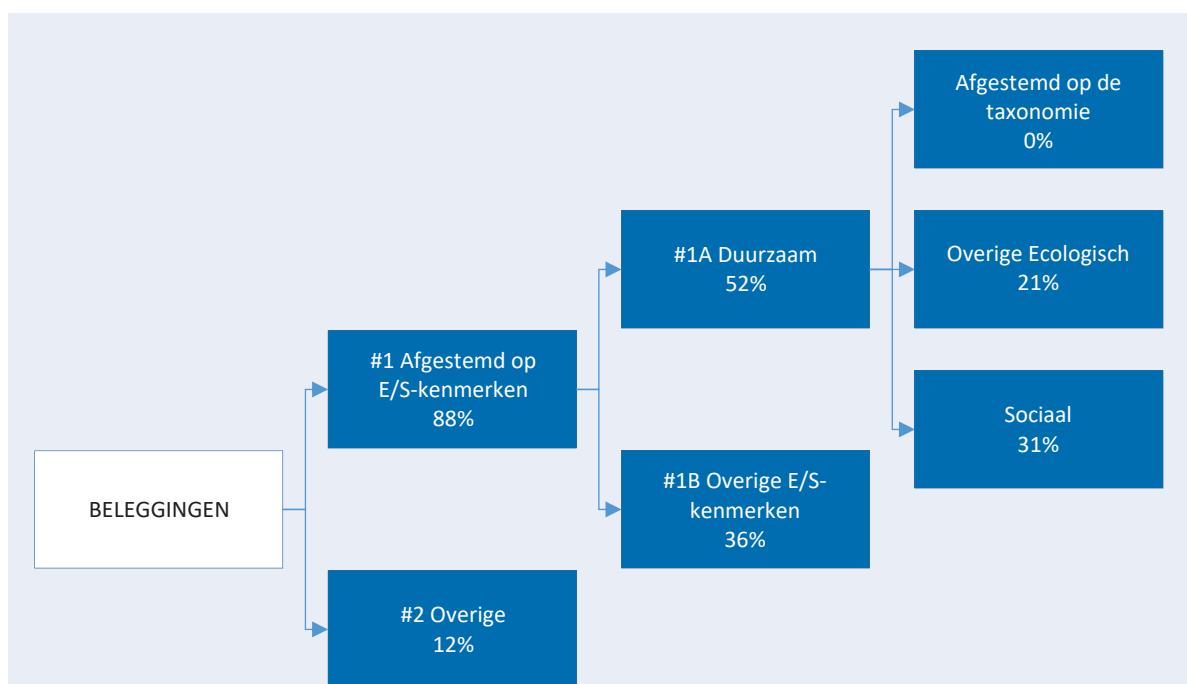 BELEGGINGEN
#1 Afgestemd op
E/S-kenmerken
88%
#2 Overige
12%
#1A Duurzaam
52%
#1B Overige E/S-
kenmerken
36%
Afgestemd op de
taxonomie
0%
Overige Ecologisch
21%
Sociaal
31%